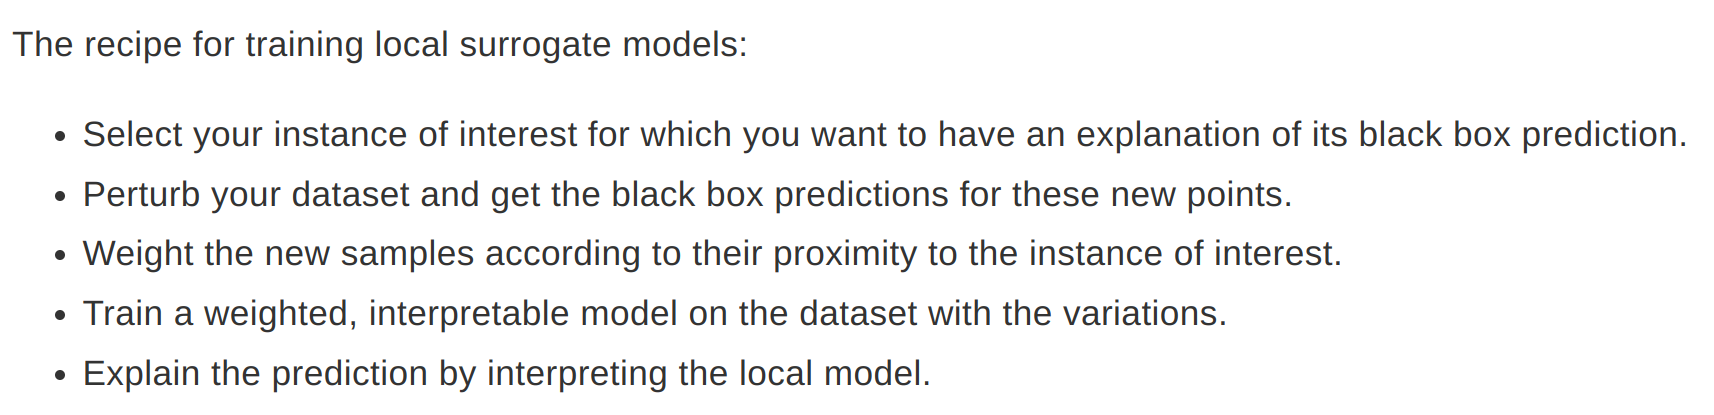 The recipe for training local surrogate models:
• Select your instance of interest for which you want to have an explanation of its black box prediction.
• Perturb your dataset and get the black box predictions for these new points.
• Weight the new samples according to their proximity to the instance of interest.
• Train a weighted, interpretable model on the dataset with the variations.
• Explain the prediction by interpreting the local model.